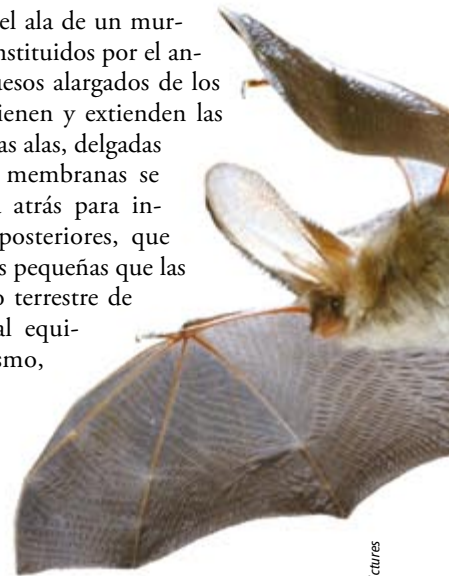 el ala de un mur-
nstituidos por el an-
uesos alargados de los
ienen y extienden las
as alas, delgadas
membranas se
atrás para in-
posteriores, que
s pequeñas que las
o terrestre de
al equi-
smo,
ctures